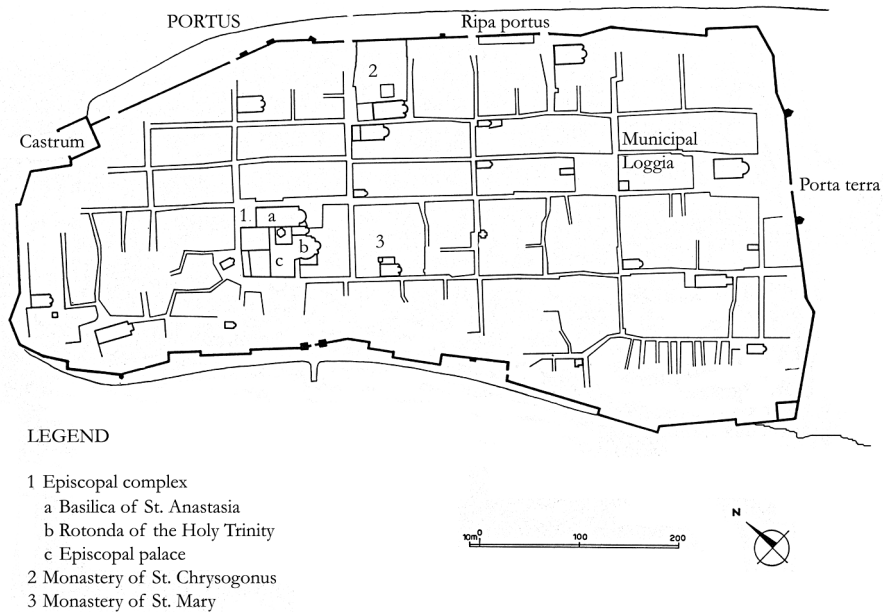 PORTUS
Ripa portus
2
Castrum
Municipal
Loggia
Porta terra
1 a
b
3
c
LEGEND
1 Episcopal complex
a Basilica of St. Anastasia
b Rotonda of the Holy Trinity
c Episcopal palace
2 Monastery of St. Chrysogonus
3 Monastery of St. Mary
N
10m 0 100 200